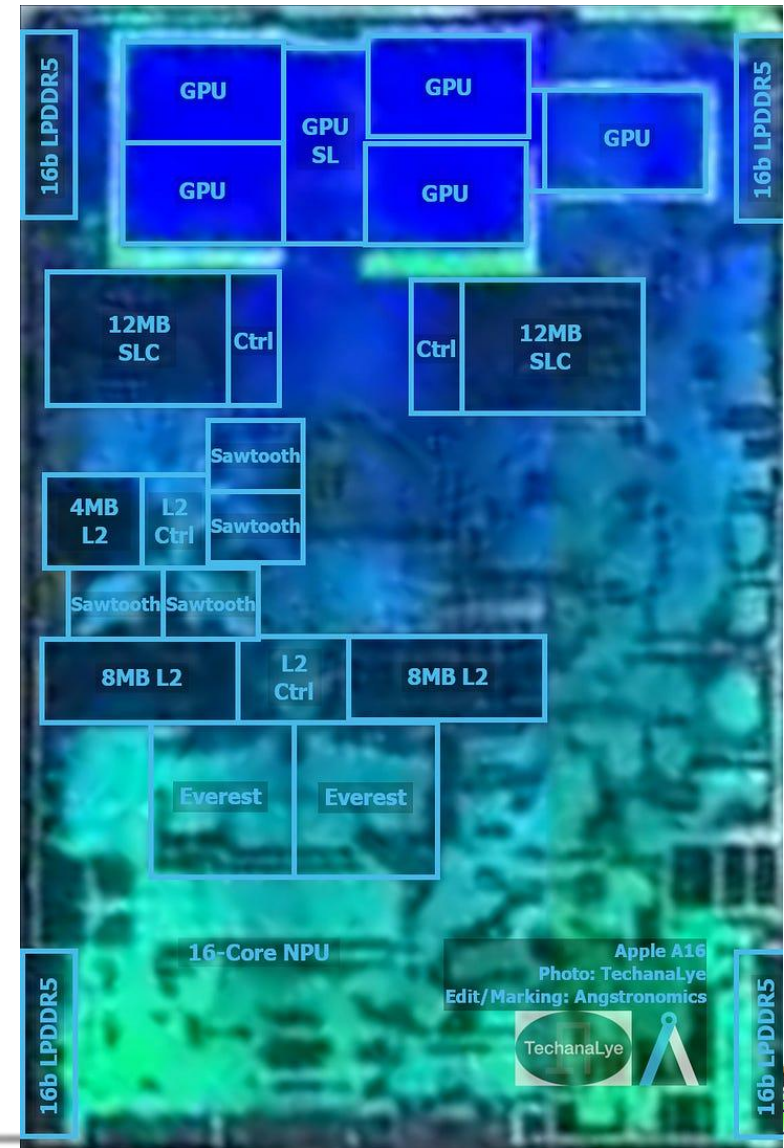 16b LPDDR5
16b LPDDR5
GPU
GPU
GPU
SL
GPU
GPU
GPU
12MB
SLC
Ctrl
Ctrl
12MB
SLC
Sawtooth
Sawtooth
4MB
L2
L2
Ctrl
Sawtooth
Sawtooth
8MB L2
L2
Ctrl
8MB L2
Everest
Everest
16-Core NPU
Apple A16
Photo: TechanaLye
Edit/Marking: Angstronomics
TechanaLye
16b LPDDR5
16b LPDDR5